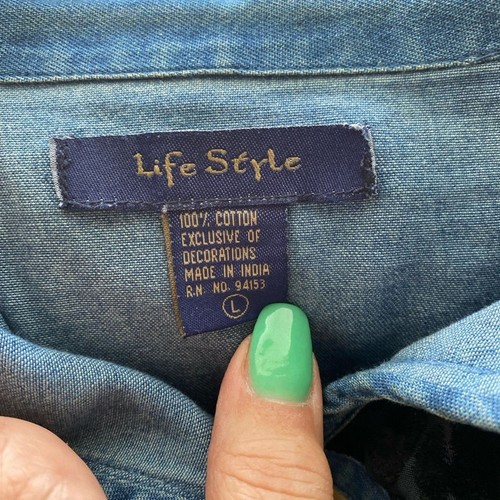 Life Style
100% COTTON
EXCLUSIVE OF
DECORATIONS
MADE IN INDIA
R.N. NO. 94153
L